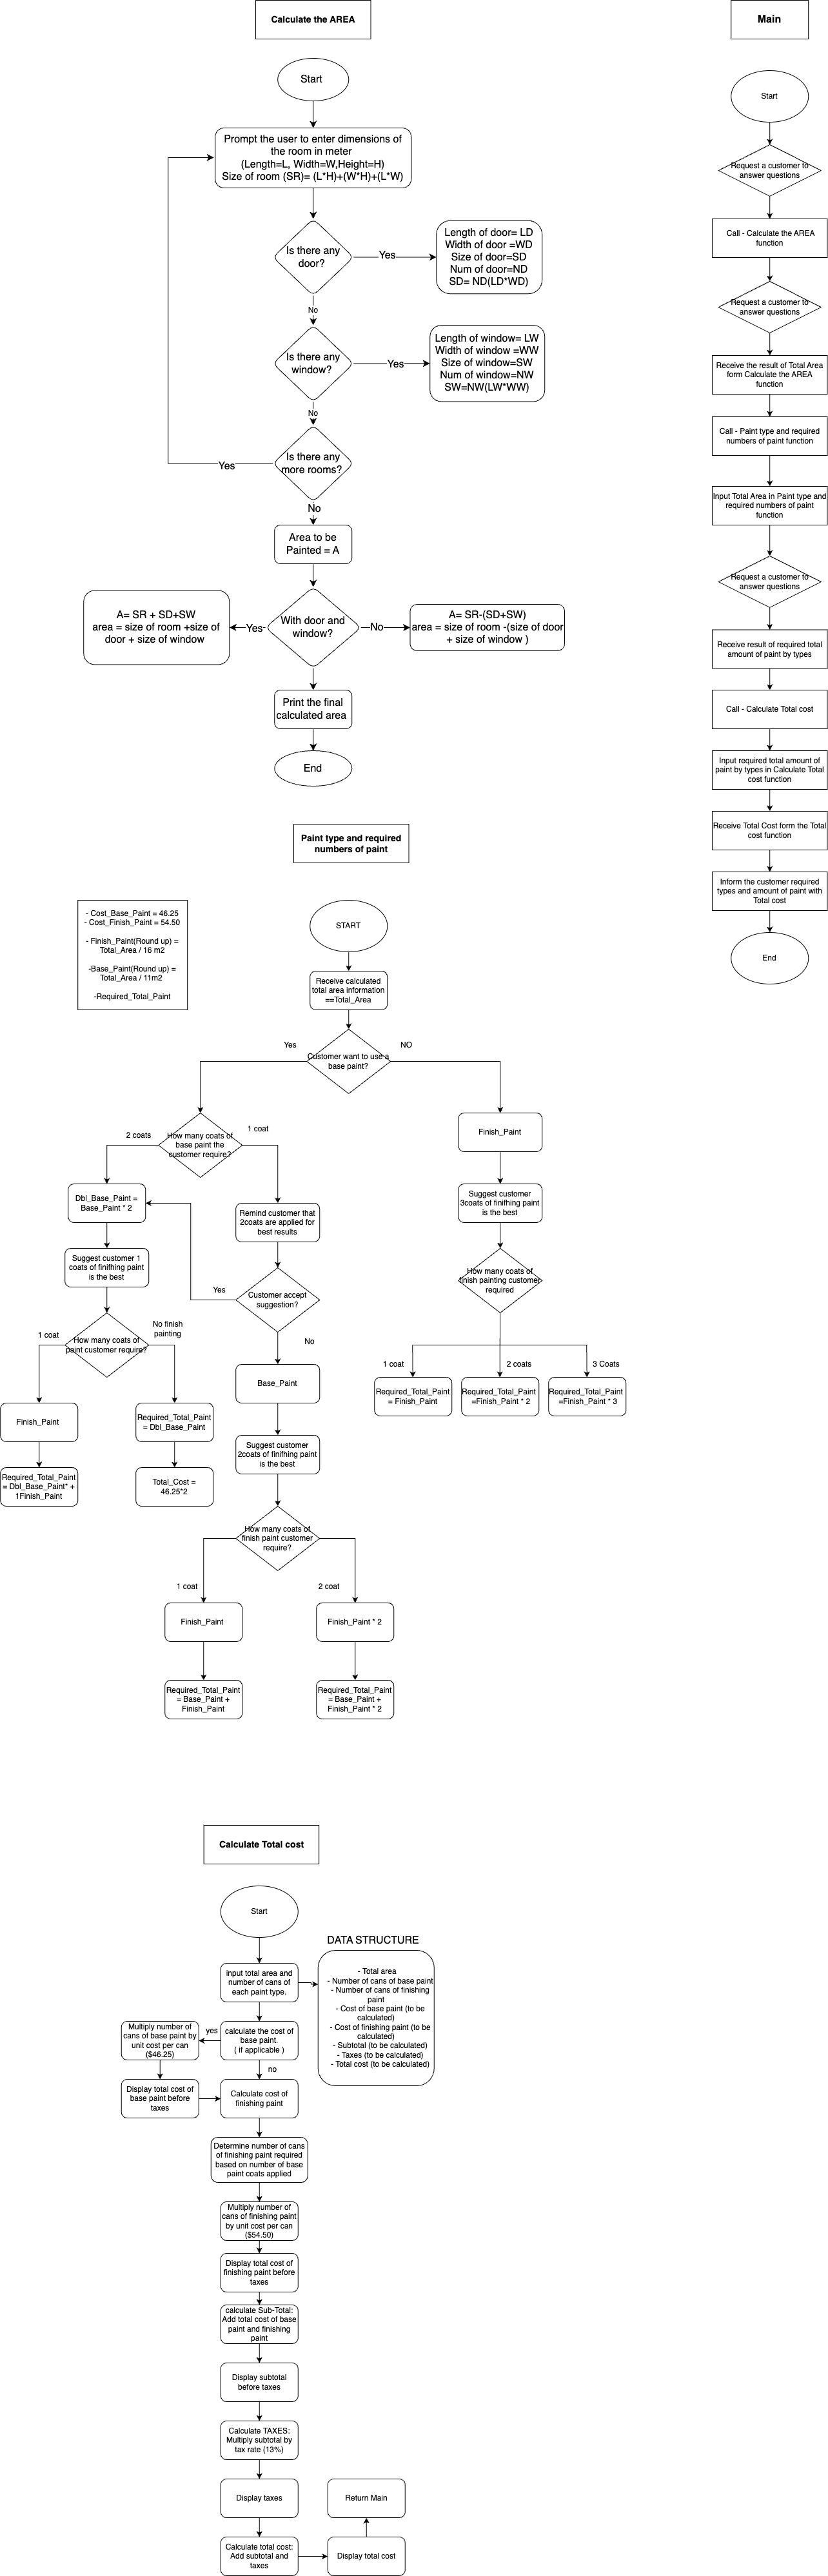 Calculate the AREA
Start
Prompt the user to enter dimensions of
the room in meter
(Length=L, Width=W,Height=H)
Size of room (SR)= (L*H)+(W*H)+(L*W)
Is there any
door?
Yes
Length of door= LD
Width of door =WD
Size of door=SD
Num of door=ND
SD= ND(LD*WD)
No
Is there any
window?
Yes
Length of window= LW
Width of window =WW
Size of window=SW
Num of window=NW
SW=NW(LW*WW)
No
Is there any
more rooms?
Yes
No
Area to be
Painted = A
With door and
window?
Yes
A= SR + SD+SW
area = size of room +size of
door + size of window
No
A= SR-(SD+SW)
area = size of room -(size of door
+ size of window )
Print the final
calculated area
End
Main
Start
Request a customer to
answer questions
Call - Calculate the AREA
function
Request a customer to
answer questions
Receive the result of Total Area
form Calculate the AREA
function
Call - Paint type and required
numbers of paint function
Input Total Area in Paint type and
required numbers of paint
function
Request a customer to
answer questions
Receive result of required total
amount of paint by types
Call - Calculate Total cost
Input required total amount of
paint by types in Calculate Total
cost function
Receive Total Cost form the Total
cost function
Inform the customer required
types and amount of paint with
Total cost
End
Paint type and required
numbers of paint
- Cost_Base_Paint = 46.25
- Cost_Finish_Paint = 54.50
- Finish_Paint(Round up) =
Total_Area / 16 m2
-Base_Paint(Round up) =
Total_Area / 11m2
-Required_Total_Paint
START
Receive calculated
total area information
==Total_Area
Customer want to use a
base paint?
Yes
NO
How many coats of
base paint the
customer require?
2 coats
1 coat
Dbl_Base_Paint =
Base_Paint * 2
Suggest customer 1
coats of finifhing paint
is the best
How many coats of
paint customer require?
1 coat
No finish
painting
Finish_Paint
Required_Total_Paint
= Dbl_Base_Paint* +
1Finish_Paint
Required_Total_Paint
= Dbl_Base_Paint
Total_Cost =
46.25*2
Remind customer that
2coats are applied for
best results
Customer accept
suggestion?
Yes
No
Base_Paint
Suggest customer
2coats of finifhing paint
is the best
How many coats of
finish paint customer
require?
1 coat
2 coat
Finish_Paint
Finish_Paint * 2
Required_Total_Paint
= Base_Paint +
Finish_Paint
Required_Total_Paint
= Base_Paint +
Finish_Paint * 2
Finish_Paint
Suggest customer
3coats of finifhing paint
is the best
How many coats of
finish painting customer
required
1 coat
2 coats
3 Coats
Required_Total_Paint
= Finish_Paint
Required_Total_Paint
=Finish_Paint * 2
Required_Total_Paint
=Finish_Paint * 3
Calculate Total cost
Start
input total area and
number of cans of
each paint type.
DATA STRUCTURE
- Total area
- Number of cans of base paint
- Number of cans of finishing
paint
- Cost of base paint (to be
calculated)
- Cost of finishing paint (to be
calculated)
- Subtotal (to be calculated)
- Taxes (to be calculated)
- Total cost (to be calculated)
calculate the cost of
base paint.
( if applicable )
yes
Multiply number of
cans of base paint by
unit cost per can
($46.25)
Display total cost of
base paint before
taxes
no
Calculate cost of
finishing paint
Determine number of cans
of finishing paint required
based on number of base
paint coats applied
Multiply number of
cans of finishing paint
by unit cost per can
($54.50)
Display total cost of
finishing paint before
taxes
calculate Sub-Total:
Add total cost of base
paint and finishing
paint
Display subtotal
before taxes
Calculate TAXES:
Multiply subtotal by
tax rate (13%)
Display taxes
Calculate total cost:
Add subtotal and
taxes
Display total cost
Return Main